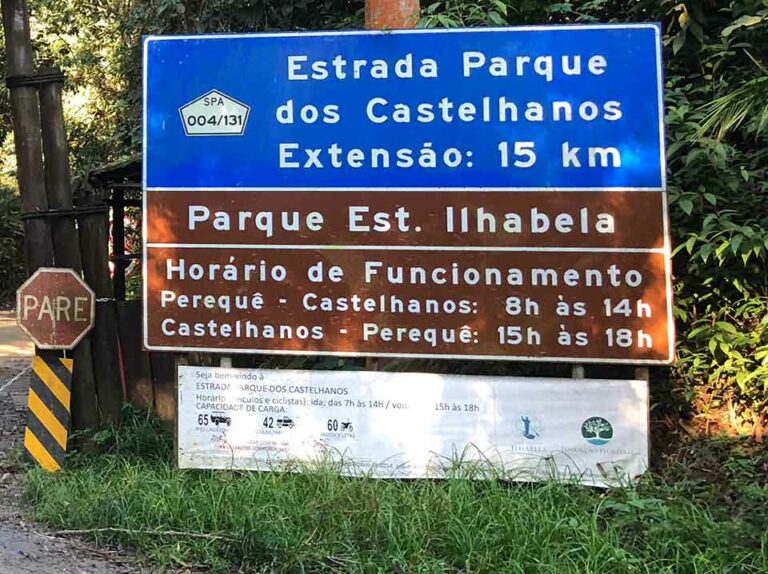 SPA
004/131
Estrada Parque
dos Castelhanos
Extensão: 15 km
Parque Est. Ilhabela
Horário de Funcionamento
Perequê - Castelhanos: 8h às 14h
Castelhanos - Perequê: 15h às 18h
PARE
Seja bem-vindo à
ESTRADA PARQUE DOS CASTELHANOS
Horário (veículos e ciclistas): ida: das 7h às 14h / 15h às 18h
CAPACIDADE DE CARGA:
65 42 60
ILHABELA